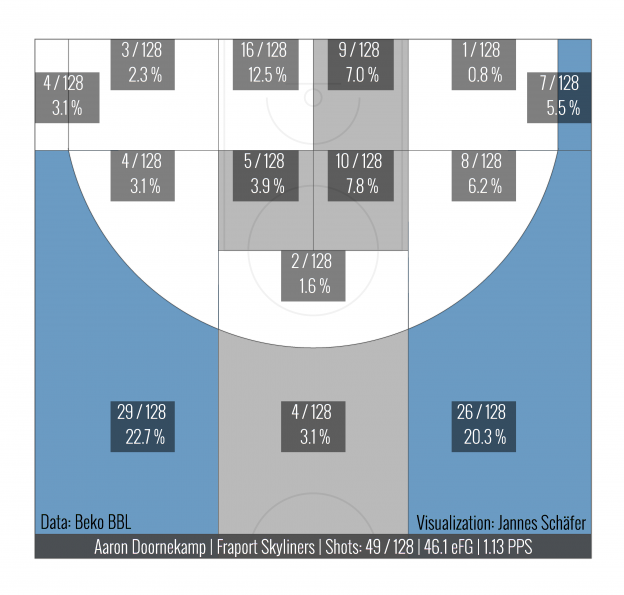 3 / 128
2.3 %
16 / 128
12.5 %
9 / 128
7.0 %
1 / 128
0.8 %
4 / 128
3.1 %
7 / 128
5.5 %
4 / 128
3.1 %
5 / 128
3.9 %
10 / 128
7.8 %
8 / 128
6.2 %
2 / 128
1.6 %
29 / 128
22.7 %
4 / 128
3.1 %
26 / 128
20.3 %
Data: Beko BBL
Visualization: Jannes Schäfer
Aaron Doornekamp | Fraport Skyliners | Shots: 49 / 128 | 46.1 eFG | 1.13 PPS